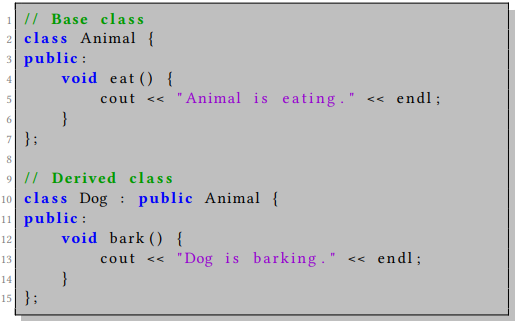 1 // Base class
2 class Animal {
3 public:
4     void eat() {
5         cout << "Animal is eating." << endl;
6     }
7 };
8
9 // Derived class
10 class Dog : public Animal {
11 public:
12     void bark() {
13         cout << "Dog is barking." << endl;
14     }
15 };